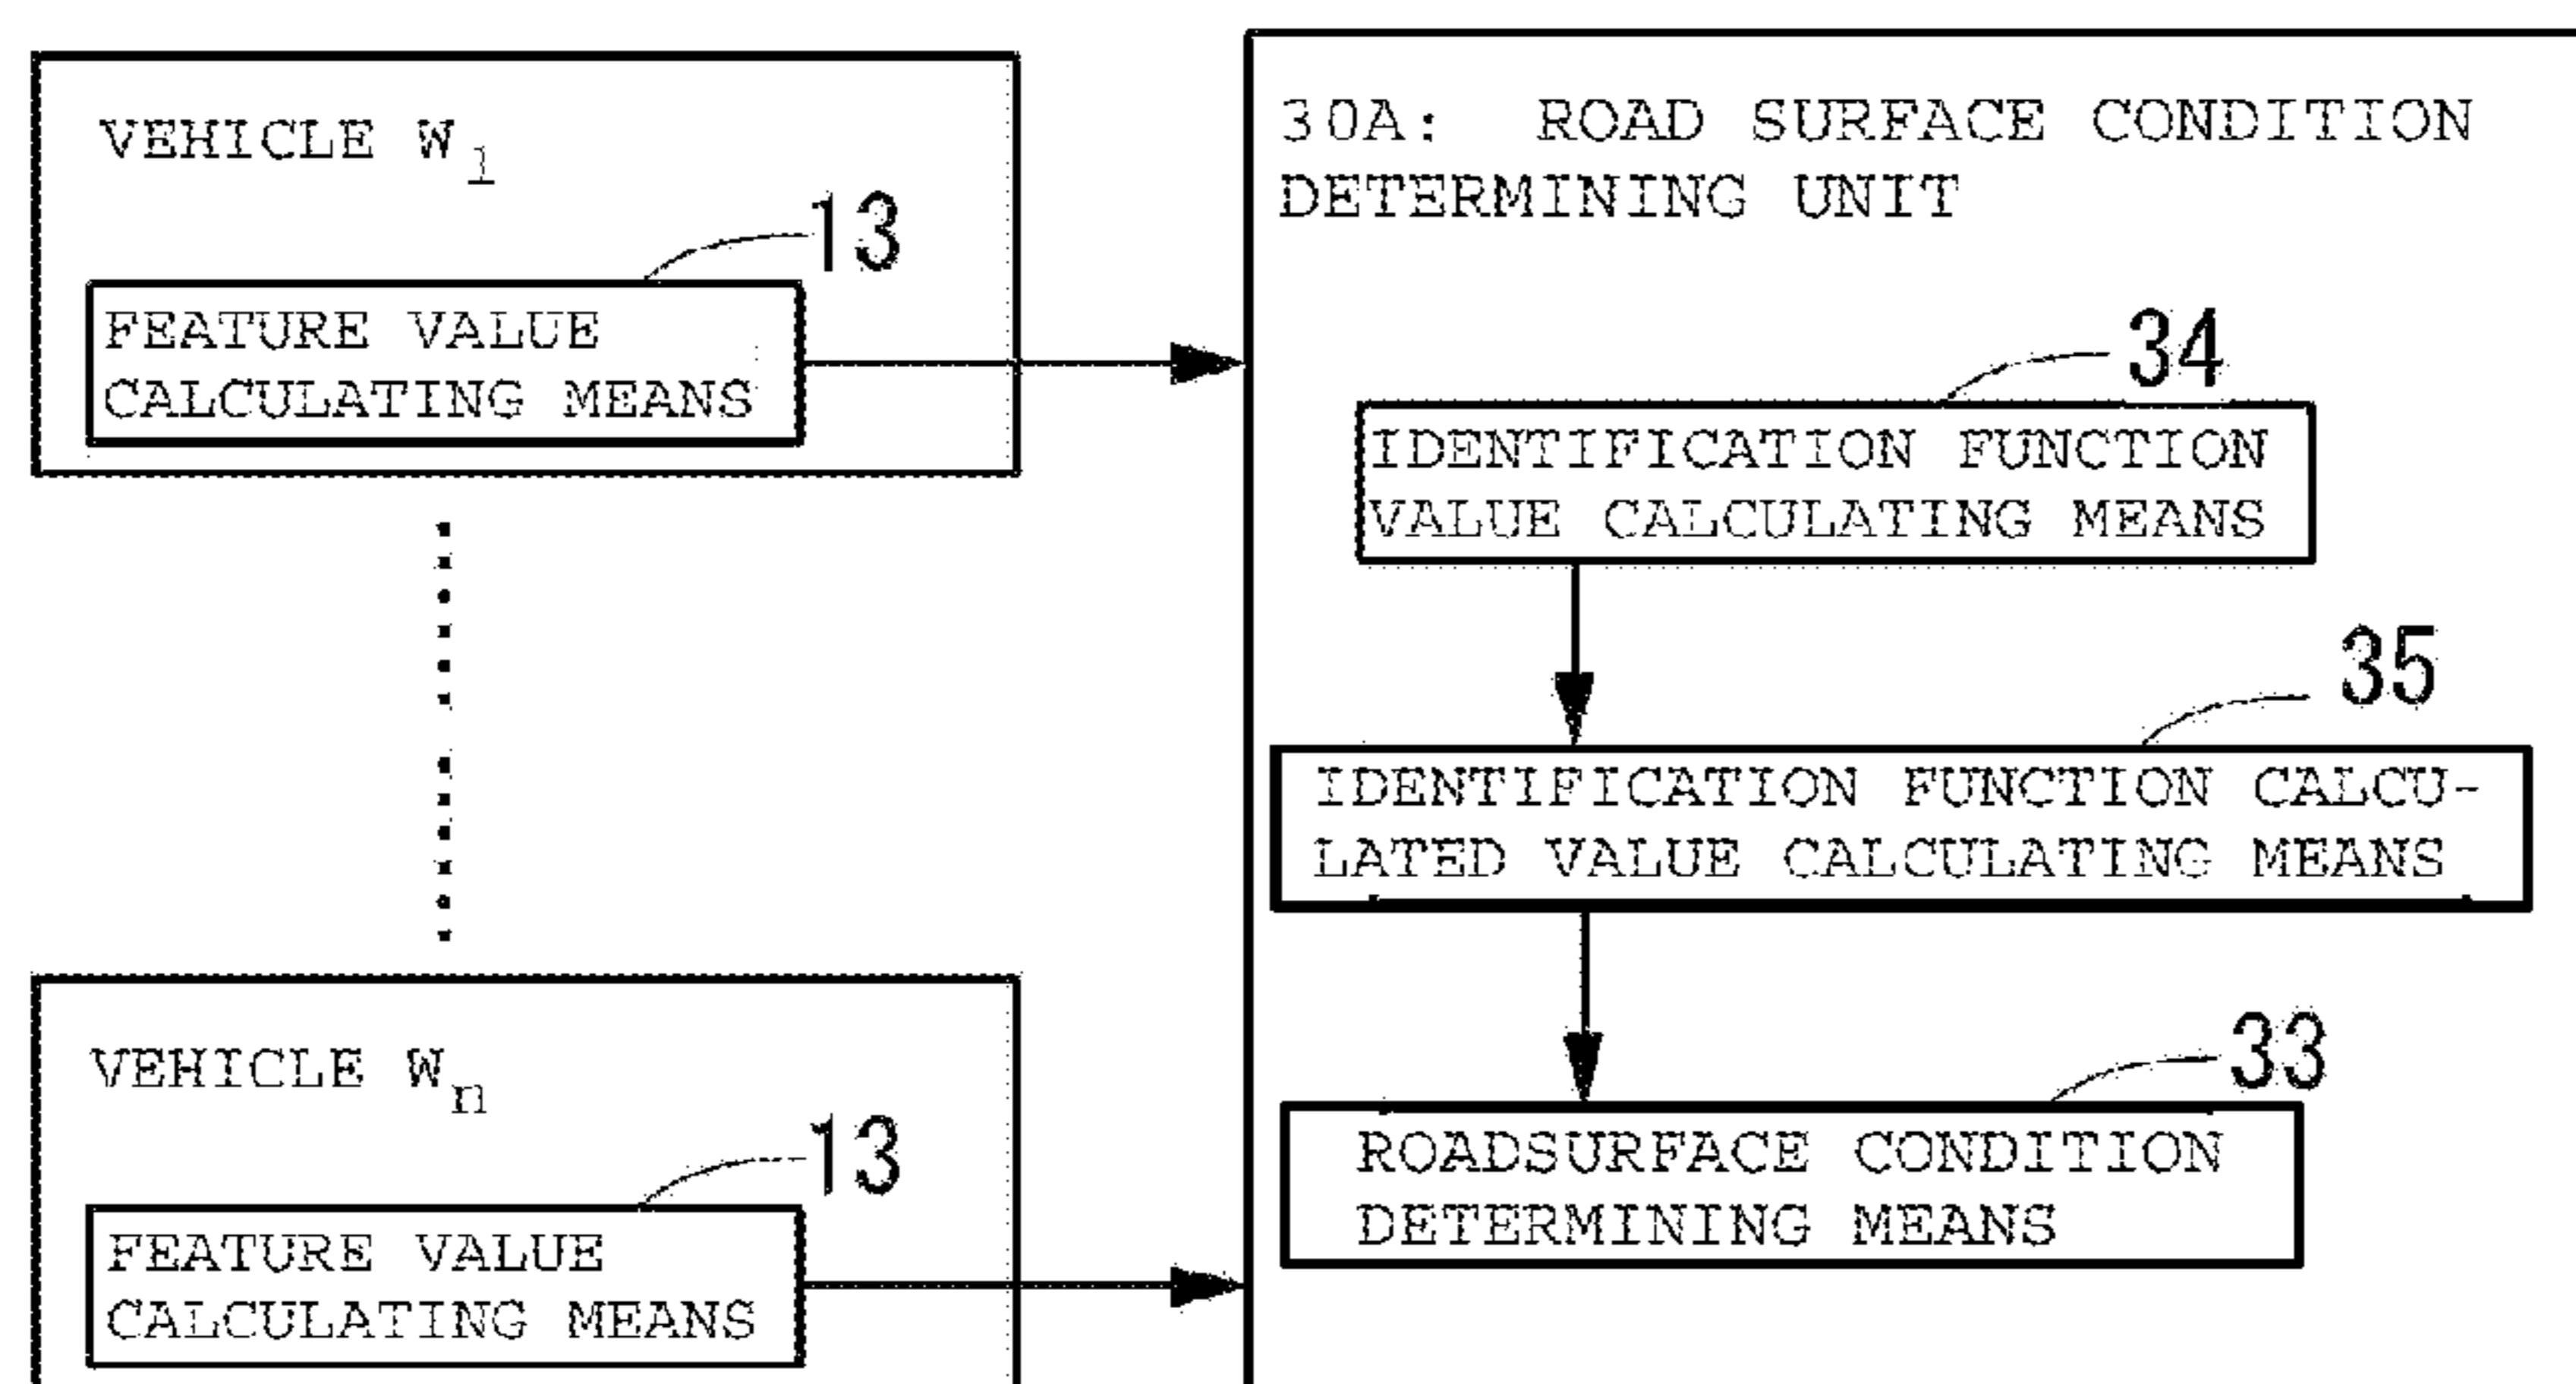 VEHICLE W1
13
FEATURE VALUE
CALCULATING MEANS
VEHICLE Wn
13
FEATURE VALUE
CALCULATING MEANS
30A: ROAD SURFACE CONDITION
DETERMINING UNIT
34
IDENTIFICATION FUNCTION
VALUE CALCULATING MEANS
35
IDENTIFICATION FUNCTION CALCU-
LATED VALUE CALCULATING MEANS
33
ROADSURFACE CONDITION
DETERMINING MEANS